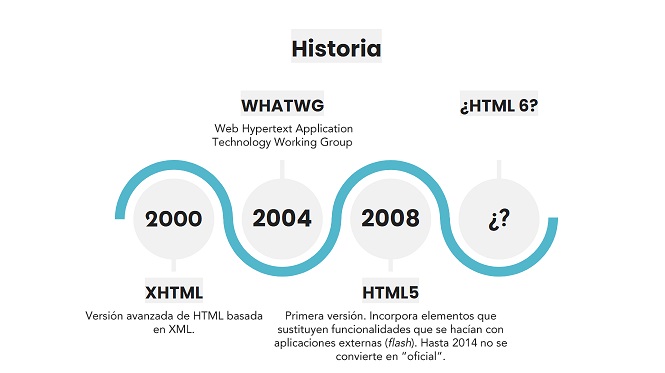 Historia
WHATWG
Web Hypertext Application
Technology Working Group
¿HTML 6?
2000
2004
2008
¿?
XHTML
Versión avanzada de HTML basada
en XML.
HTML5
Primera versión. Incorpora elementos que
sustituyen funcionalidades que se hacían con
aplicaciones externas (flash). Hasta 2014 no se
convierte en “oficial”.